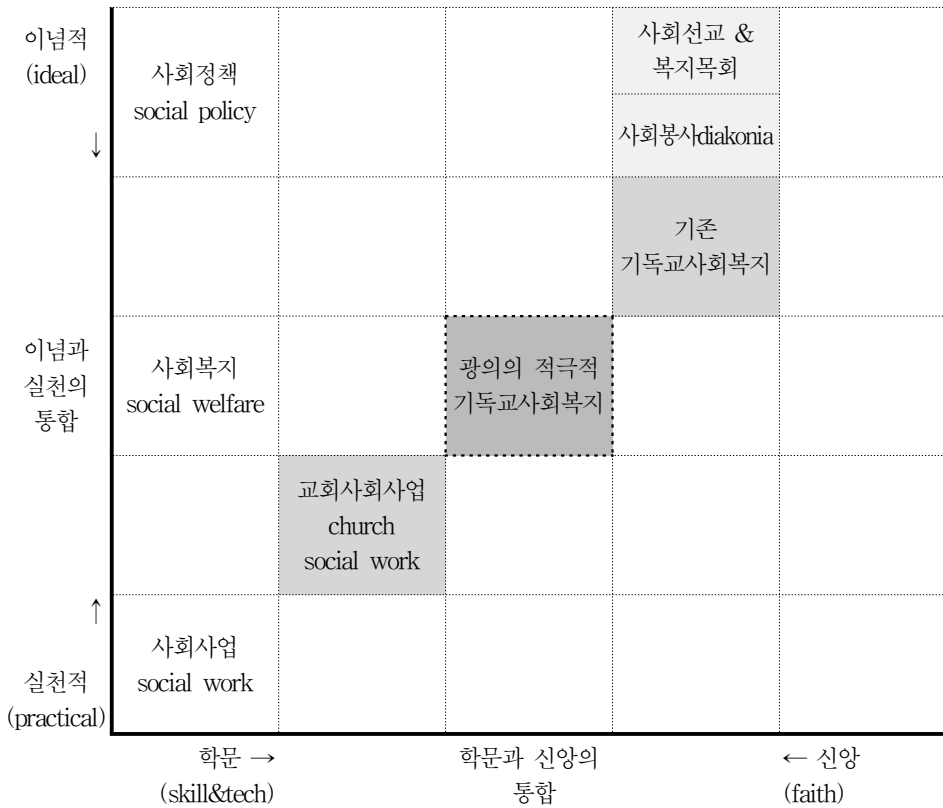 이념적
(ideal)
↓
사회정책
social policy
사회선교 &
복지목회
사회봉사diakonia
기존
기독교사회복지
이념과
실천의
통합
사회복지
social welfare
광의의 적극적
기독교사회복지
교회사회사업
church
social work
↑
실천적
(practical)
사회사업
social work
학문 →
(skill&tech)
학문과 신앙의
통합
← 신앙
(faith)